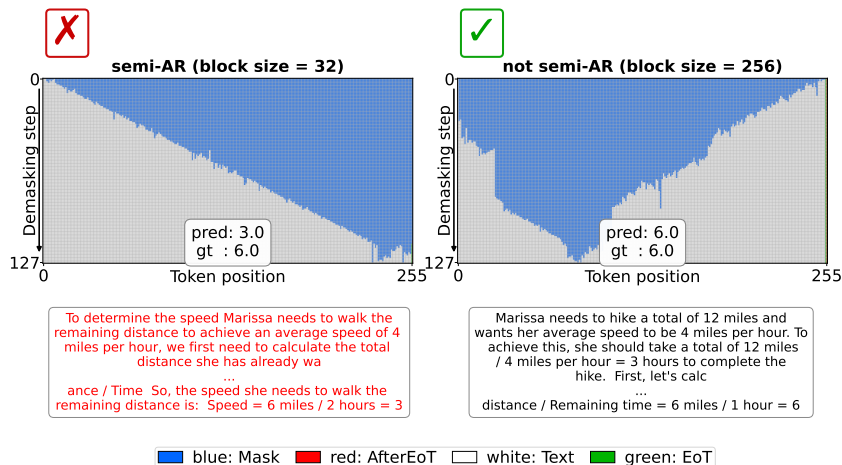 ✗
✓
semi-AR (block size = 32)
not semi-AR (block size = 256)
Demasking step
0
127
0
Token position
255
pred: 3.0
gt : 6.0
Demasking step
0
127
0
Token position
255
pred: 6.0
gt : 6.0
To determine the speed Marissa needs to walk the
remaining distance to achieve an average speed of 4
miles per hour, we first need to calculate the total
distance she has already wa
...
ance / Time  So, the speed she needs to walk the
remaining distance is:  Speed = 6 miles / 2 hours = 3
Marissa needs to hike a total of 12 miles and
wants her average speed to be 4 miles per hour. To
achieve this, she should take a total of 12 miles
/ 4 miles per hour = 3 hours to complete the
hike.  First, let's calc
...
distance / Remaining time = 6 miles / 1 hour = 6
blue: Mask
red: AfterEoT
white: Text
green: EoT